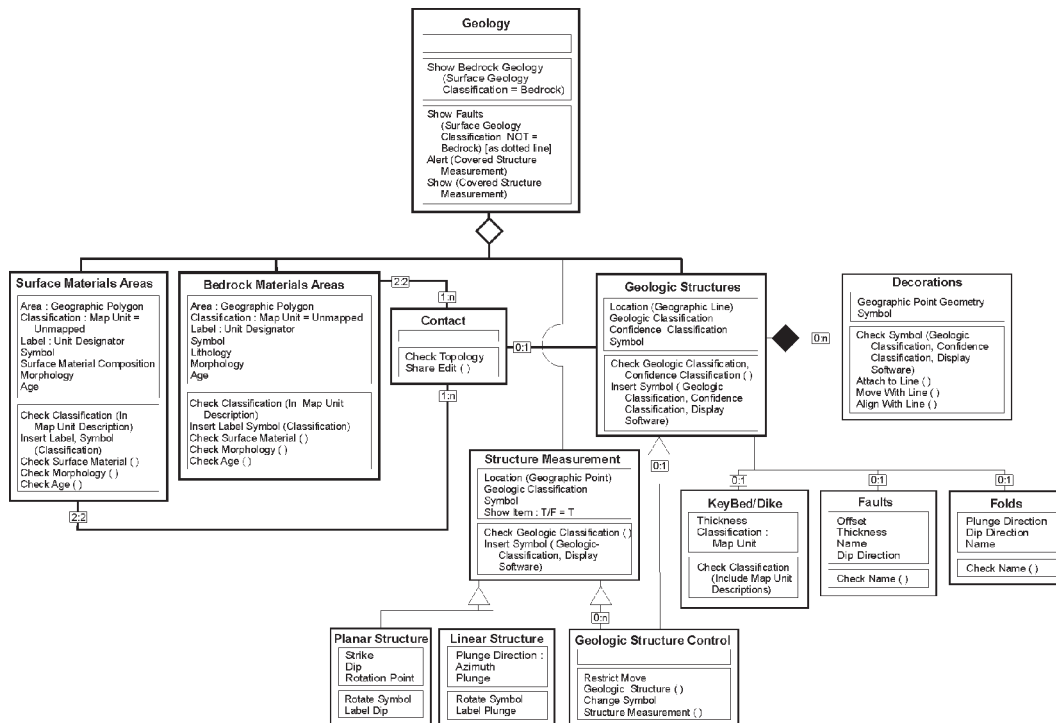 Geology
Show Bedrock Geology
(Surface Geology
Classification = Bedrock)
Show Faults
(Surface Geology
Classification NOT =
Bedrock) [as dotted line]
Alert (Covered Structure
Measurement)
Show (Covered Structure
Measurement)
Surface Materials Areas
Area : Geographic Polygon
Classification : Map Unit =
Unmapped
Label : Unit Designator
Symbol
Surface Material Composition
Morphology
Age
Check Classification (In
Map Unit Description)
Insert Label, Symbol
(Classification)
Check Surface Material ( )
Check Morphology ( )
Check Age ( )
2:2
Bedrock Materials Areas
Area : Geographic Polygon
Classification : Map Unit = Unmapped
Label : Unit Designator
Symbol
Lithology
Morphology
Age
Check Classification (In Map Unit
Description)
Insert Label Symbol (Classification)
Check Surface Material ( )
Check Morphology ( )
Check Age ( )
2:2
1:n
Contact
Check Topology
Share Edit ( )
1:n
0:1
Geologic Structures
Location (Geographic Line)
Geologic Classification
Confidence Classification
Symbol
Check Geologic Classification,
Confidence Classification ( )
Insert Symbol ( Geologic
Classification, Confidence
Classification, Display
Software)
0:n
Decorations
Geographic Point Geometry
Symbol
Check Symbol (Geologic
Classification, Confidence
Classification, Display
Software)
Attach to Line ( )
Move With Line ( )
Align With Line ( )
0:1
Structure Measurement
Location (Geographic Point)
Geologic Classification
Symbol
Show Item : T/F = T
Check Geologic Classification ( )
Insert Symbol ( Geologic-
Classification, Display
Software)
0:1
KeyBed/Dike
Thickness
Classification :
Map Unit
Check Classification
(Include Map Unit
Descriptions)
0:1
Faults
Offset
Thickness
Name
Dip Direction
Check Name ( )
0:1
Folds
Plunge Direction
Dip Direction
Name
Check Name ( )
0:n
Planar Structure
Strike
Dip
Rotation Point
Rotate Symbol
Label Dip
Linear Structure
Plunge Direction :
Azimuth
Plunge
Rotate Symbol
Label Plunge
Geologic Structure Control
Restrict Move
Geologic Structure ( )
Change Symbol
Structure Measurement ( )